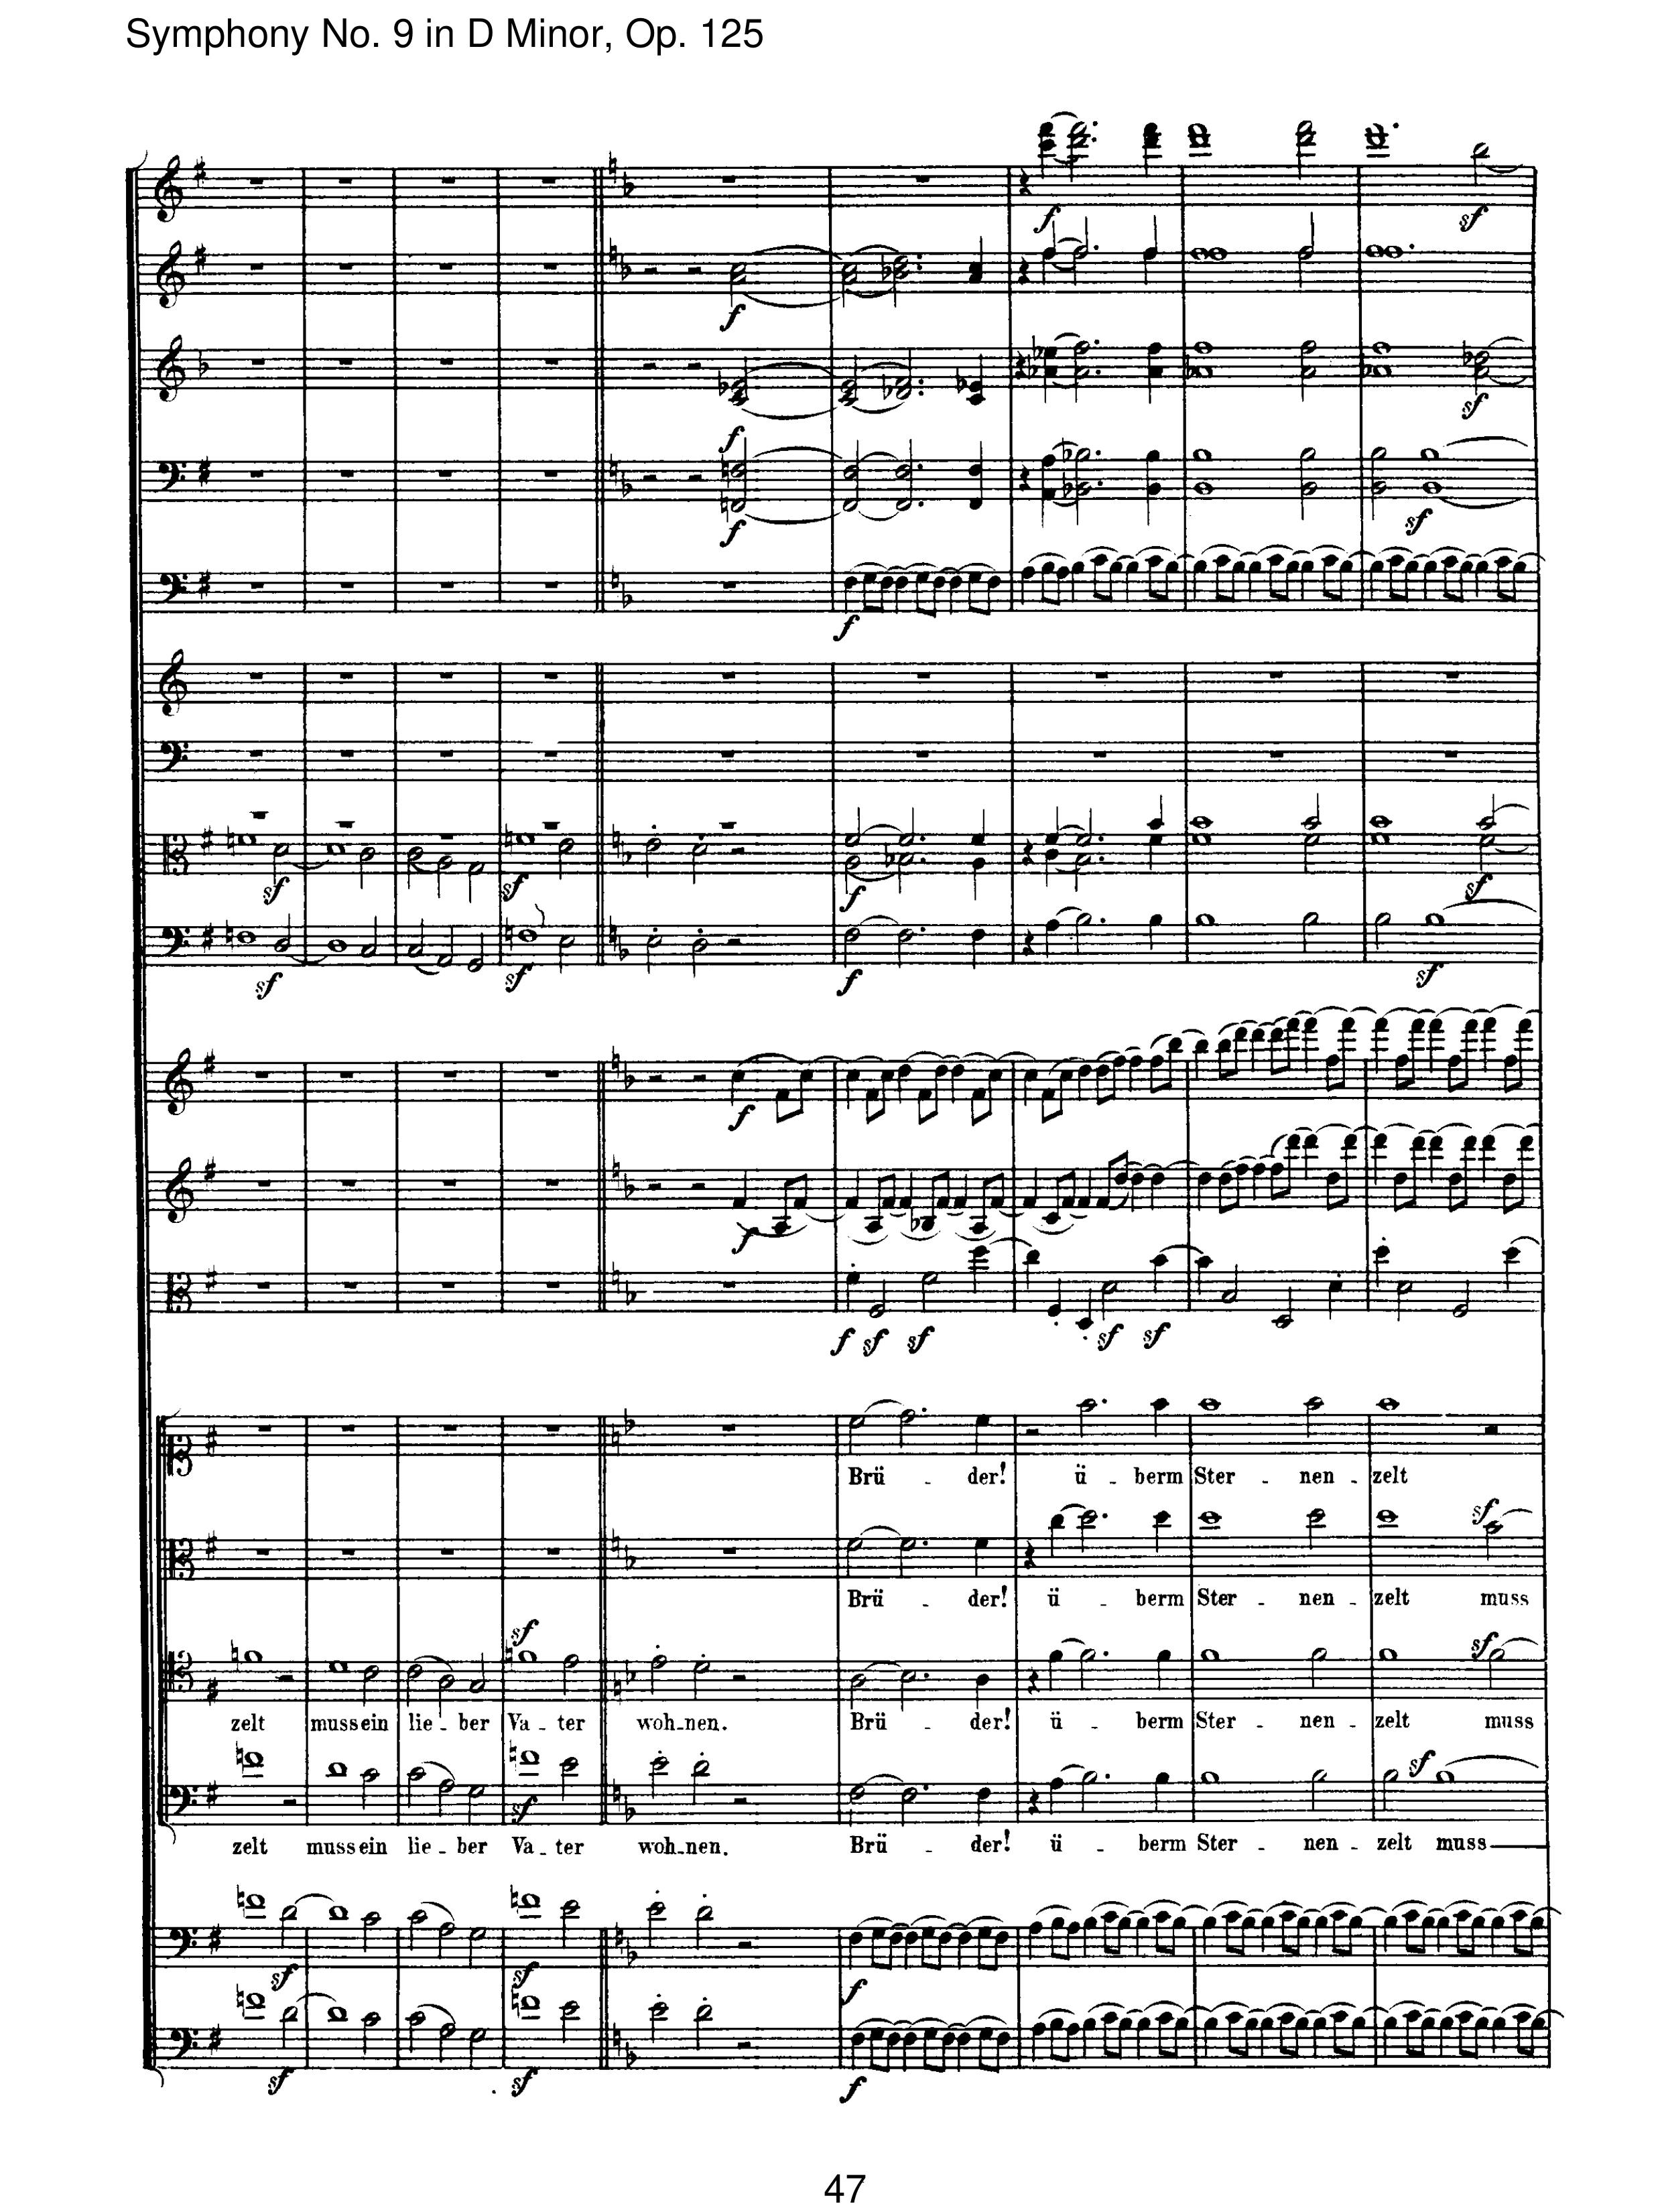 Symphony No. 9 in D Minor, Op. 125
f
sf
f
f
sf
f
sf
f
sf
sf
f
sf
sf
sf
f
sf
f
f
f sf sf sf sf
Brü - der! ü - berm Ster - nen - zelt
sf
Brü - der! ü - berm Ster - nen - zelt muss
sf sf
zelt muss ein lie - ber Va - ter woh - nen. Brü - der! ü - berm Ster - nen - zelt muss
sf sf
zelt muss ein lie - ber Va - ter woh - nen. Brü - der! ü - berm Ster - nen - zelt muss
sf sf f
sf sf f
47